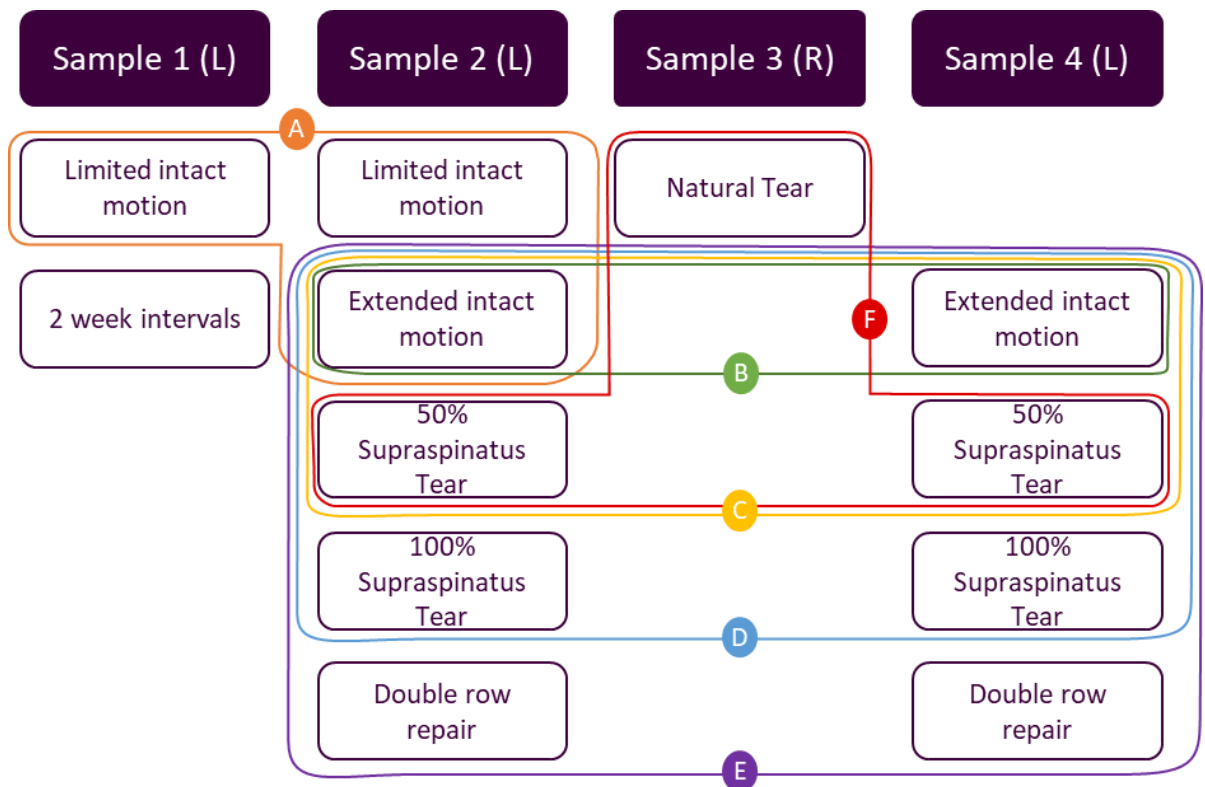 Sample 1 (L)
Sample 2 (L)
Sample 3 (R)
Sample 4 (L)
A
Limited intact
motion
Limited intact
motion
Natural Tear
2 week intervals
Extended intact
motion
F
Extended intact
motion
B
50%
Supraspinatus
Tear
50%
Supraspinatus
Tear
C
100%
Supraspinatus
Tear
100%
Supraspinatus
Tear
D
Double row
repair
Double row
repair
E